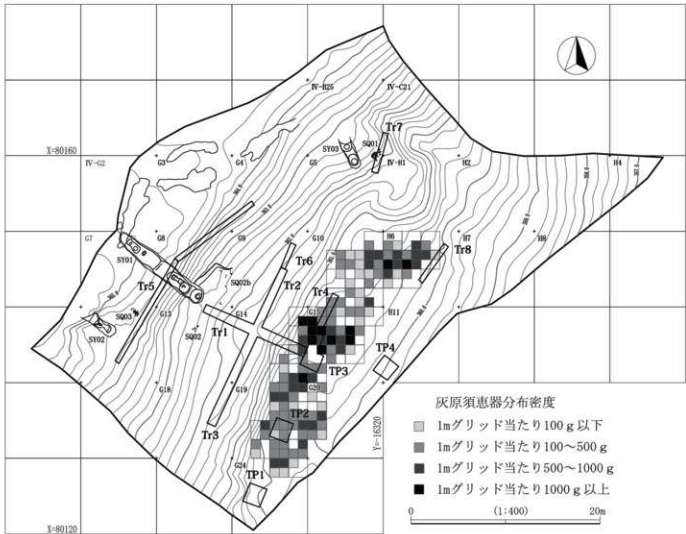 IV-B25
IV-C21
X=80160
IV-G2
G3
G4
G5
SY03
SQ01
Tr7
IV-H1
H2
H4
G7
G8
G9
G10
H6
H7
H8
SY01
Tr5
SQ02b
Tr6
Tr2
Tr8
SQ03
G13
G14
Tr4
G15
H11
SY02
SQ02
Tr1
TP3
TP4
G18
G19
G20
Tr3
TP2
Y=-16320
G24
TP1
X=80120
灰原須恵器分布密度
1mグリッド当たり100g以下
1mグリッド当たり100～500g
1mグリッド当たり500～1000g
1mグリッド当たり1000g以上
0 (1:400) 20m